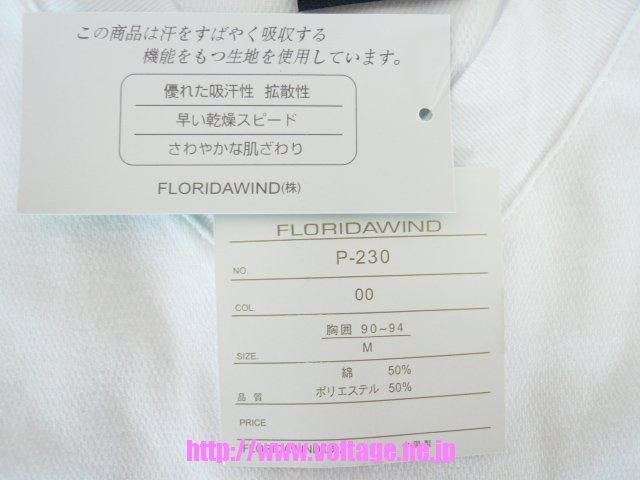 この商品は汗をすばやく吸収する
機能をもつ生地を使用しています。
優れた吸汗性 拡散性
早い乾燥スピード
さわやかな肌ざわり
FLORIDAWIND(株)
FLORIDAWIND
NO. P-230
COL. 00
胸囲 90~94
SIZE. M
綿 50%
品質 ポリエステル 50%
PRICE
FLORIDAWIND
http://www.voltage.ne.jp